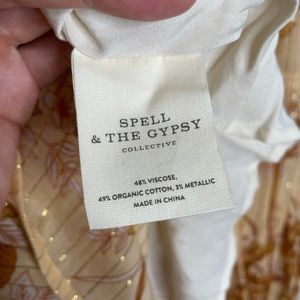 SPELL
& THE GYPSY
COLLECTIVE
48% VISCOSE,
49% ORGANIC COTTON, 3% METALLIC
MADE IN CHINA